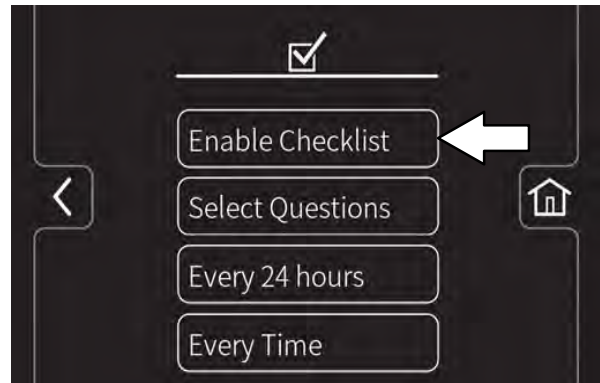 Enable Checklist
Select Questions
Every 24 hours
Every Time